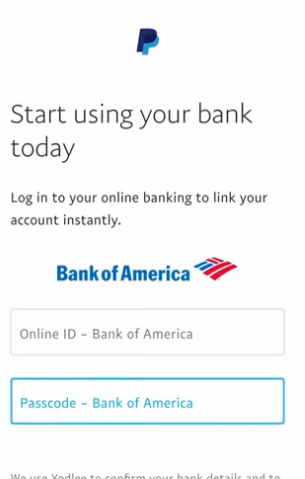 Start using your bank
today
Log in to your online banking to link your
account instantly.
Bank of America
Online ID – Bank of America
Passcode – Bank of America
We use Yodlee to confirm your bank details and to